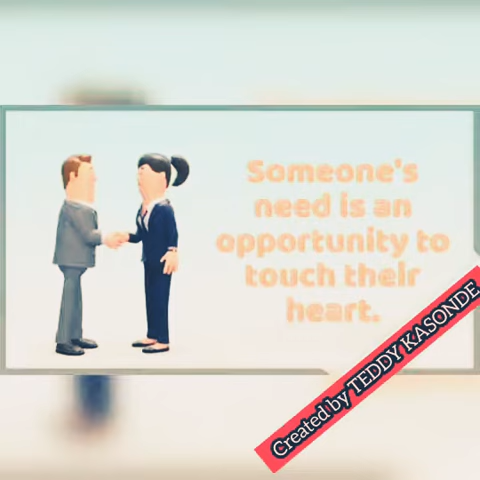 Someone's
need is an
opportunity to
touch their
heart.
Created by TEDDY KASONDE